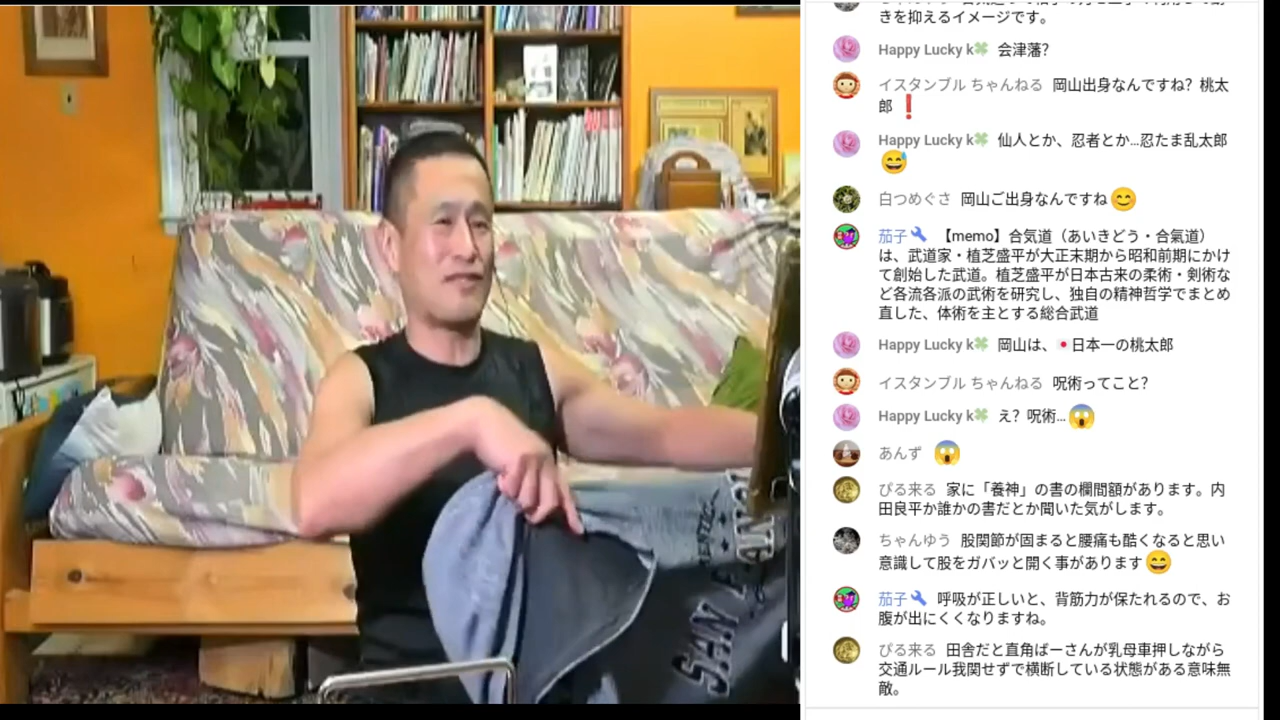 きを抑えるイメージです。
Happy Lucky k🍀 会津藩?
イスタンブル ちゃんねる 岡山出身なんですね? 桃太
郎❗
Happy Lucky k🍀 仙人とか、忍者とか…忍たま乱太郎
😅
白つめぐさ 岡山ご出身なんですね😊
茄子🔧 【memo】合気道（あいきどう・合氣道）
は、武道家・植芝盛平が大正末期から昭和前期にかけ
て創始した武道。植芝盛平が日本古来の柔術・剣術な
ど各流各派の武術を研究し、独自の精神哲学でまとめ
直した、体術を主とする総合武道
Happy Lucky k🍀 岡山は、🇯🇵日本一の桃太郎
イスタンブル ちゃんねる 呪術ってこと?
Happy Lucky k🍀 え? 呪術…😱
あんず 😱
ぴる来る 家に「養神」の書の欄間額があります。内
田良平か誰かの書だとか聞いた気がします。
ちゃんゆう 股関節が固まると腰痛も酷くなると思い
意識して股をガバッと開く事があります😄
茄子🔧 呼吸が正しいと、背筋力が保たれるので、お
腹が出にくくなりますね。
ぴる来る 田舎だと直角ばーさんが乳母車押しながら
交通ルール我関せずで横断している状態がある意味無
敵。
SAN